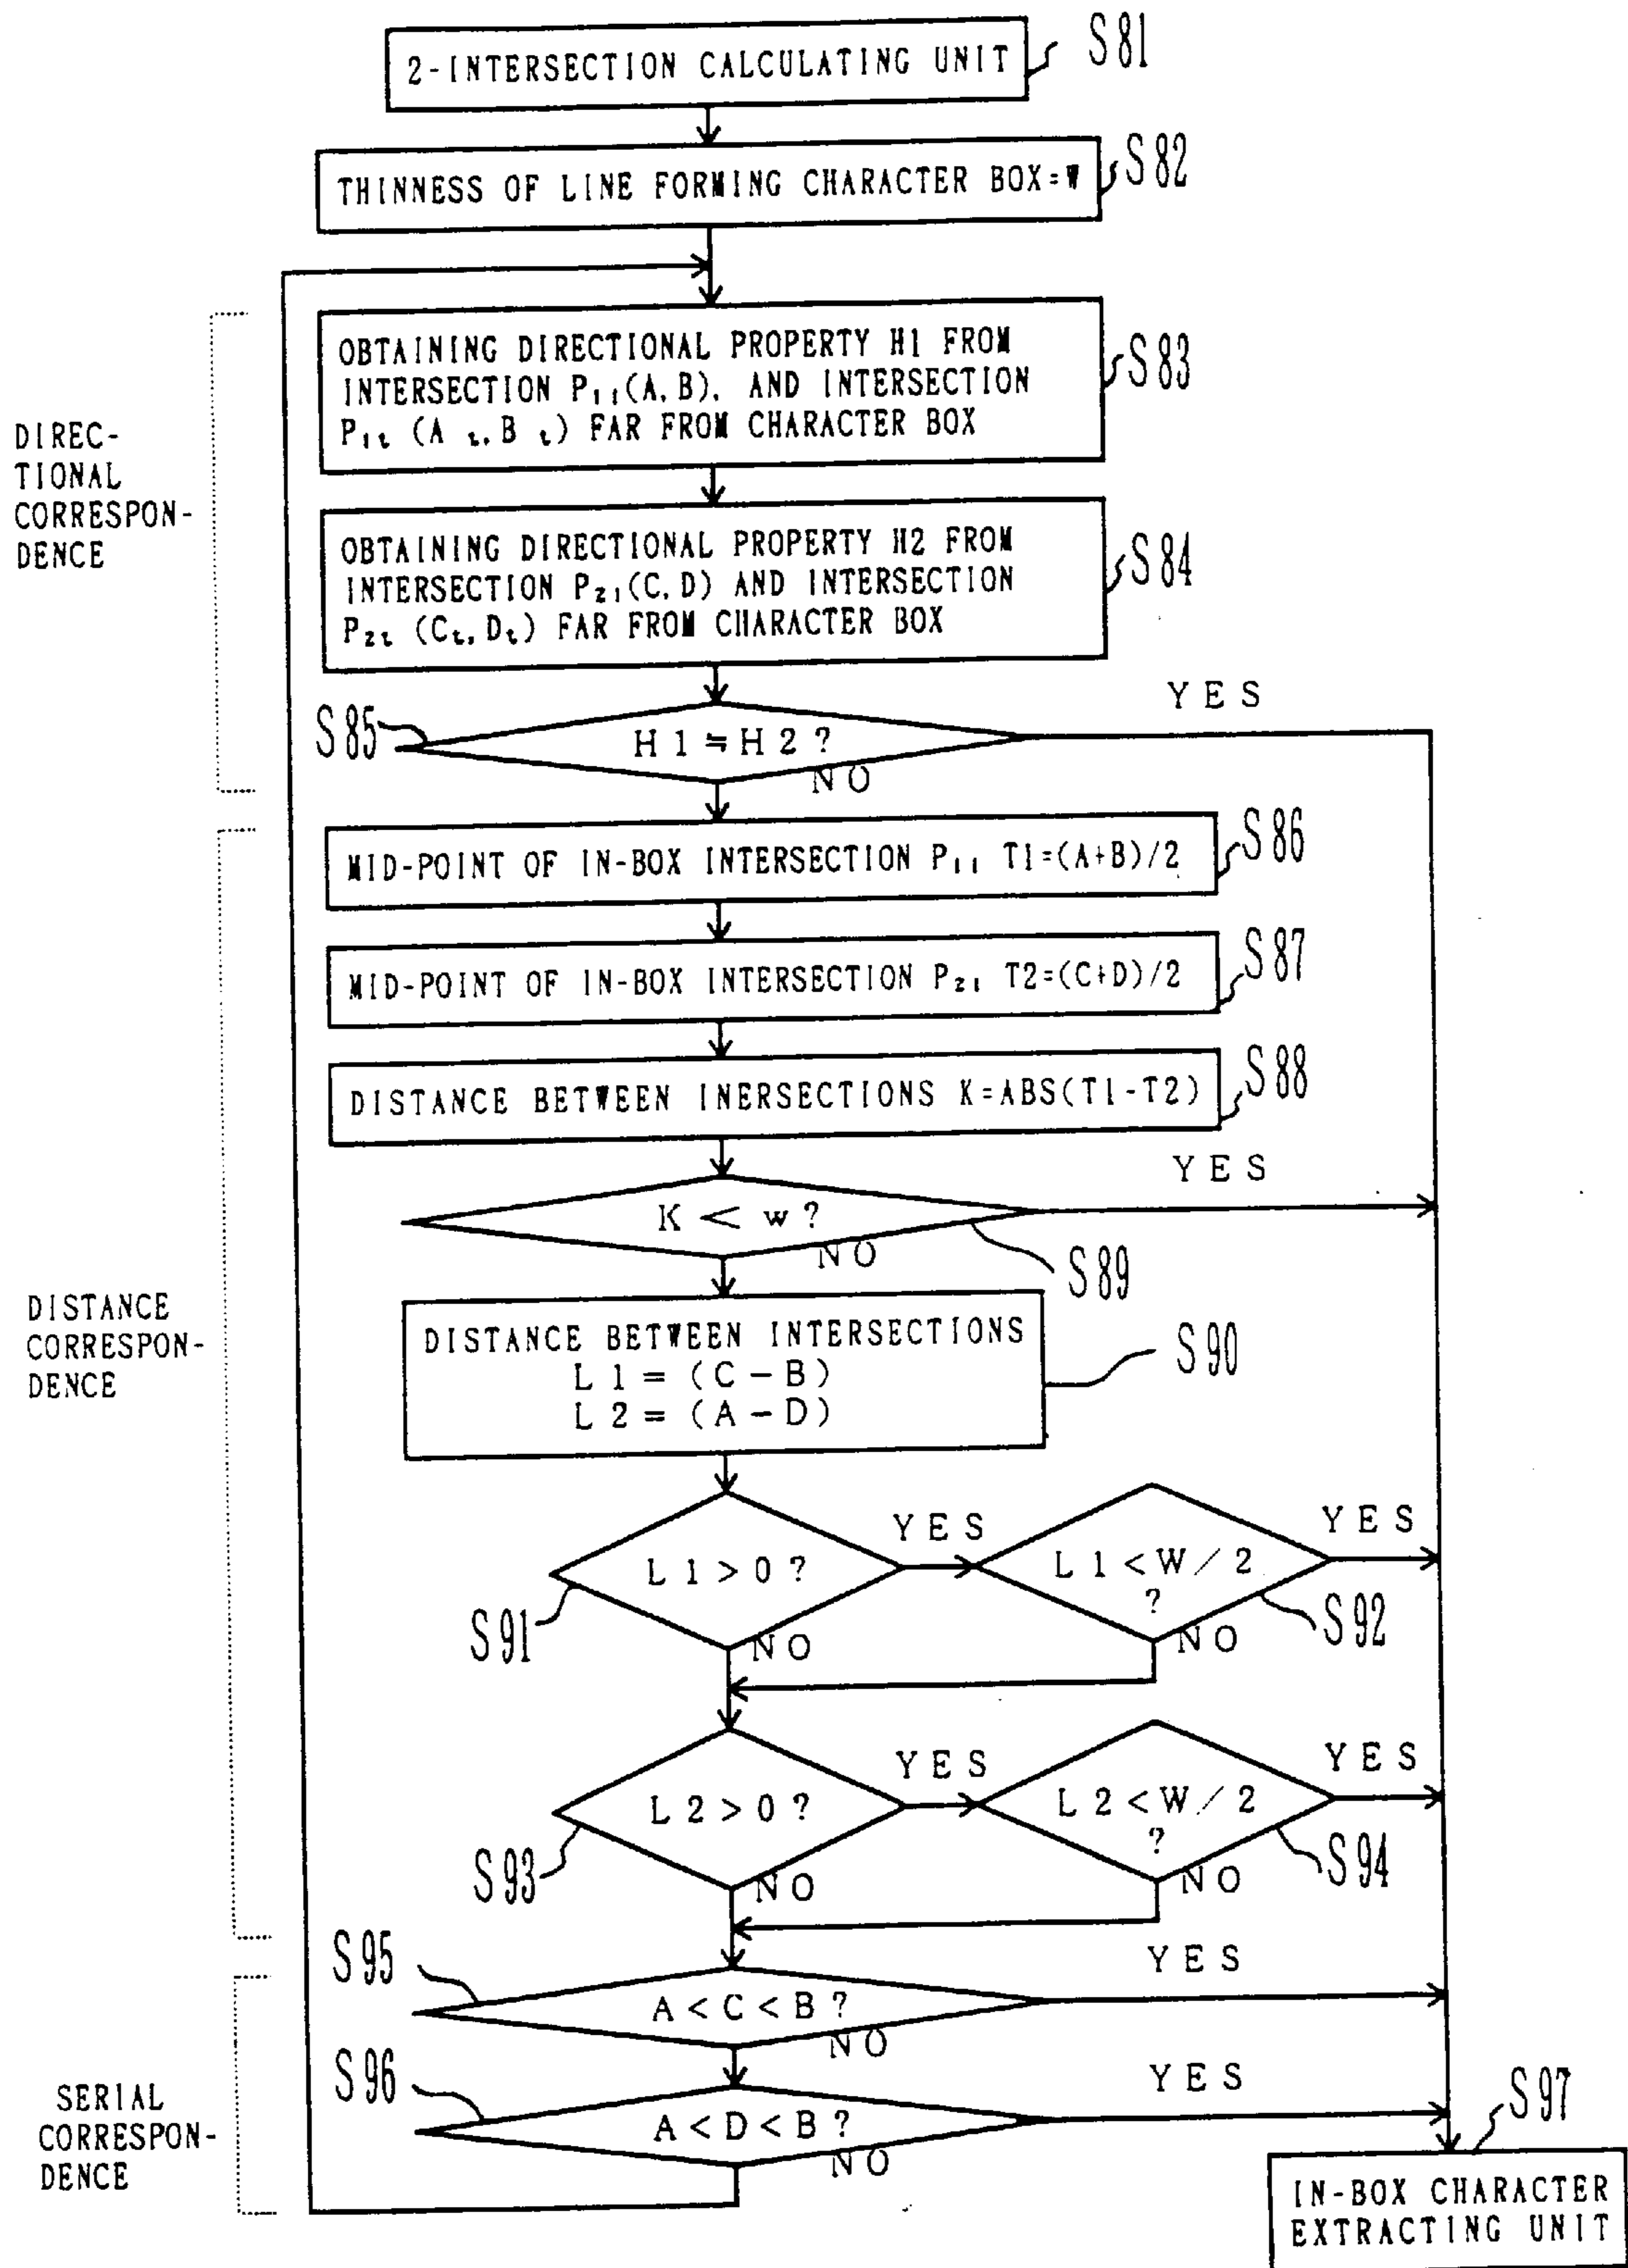 2-INTERSECTION CALCULATING UNIT
S81
THINNESS OF LINE FORMING CHARACTER BOX=W
S82
DIREC-
TIONAL
CORRESPON-
DENCE
OBTAINING DIRECTIONAL PROPERTY H1 FROM
INTERSECTION P₁₁(A,B), AND INTERSECTION
P₁ₜ (Aₜ,Bₜ) FAR FROM CHARACTER BOX
S83
OBTAINING DIRECTIONAL PROPERTY H2 FROM
INTERSECTION P₂₁(C,D) AND INTERSECTION
P₂ₜ (Cₜ,Dₜ) FAR FROM CHARACTER BOX
S84
S85
H1≒H2?
YES
NO
DISTANCE
CORRESPON-
DENCE
MID-POINT OF IN-BOX INTERSECTION P₁₁ T1=(A+B)/2
S86
MID-POINT OF IN-BOX INTERSECTION P₂₁ T2=(C+D)/2
S87
DISTANCE BETWEEN INERSECTIONS K=ABS(T1-T2)
S88
K<w?
YES
NO
S89
DISTANCE BETWEEN INTERSECTIONS
L1=(C-B)
L2=(A-D)
S90
L1>0?
YES
NO
S91
L1<W/2
?
YES
NO
S92
L2>0?
YES
NO
S93
L2<W/2
?
YES
NO
S94
SERIAL
CORRESPON-
DENCE
S95
A<C<B?
YES
NO
S96
A<D<B?
YES
NO
S97
IN-BOX CHARACTER
EXTRACTING UNIT